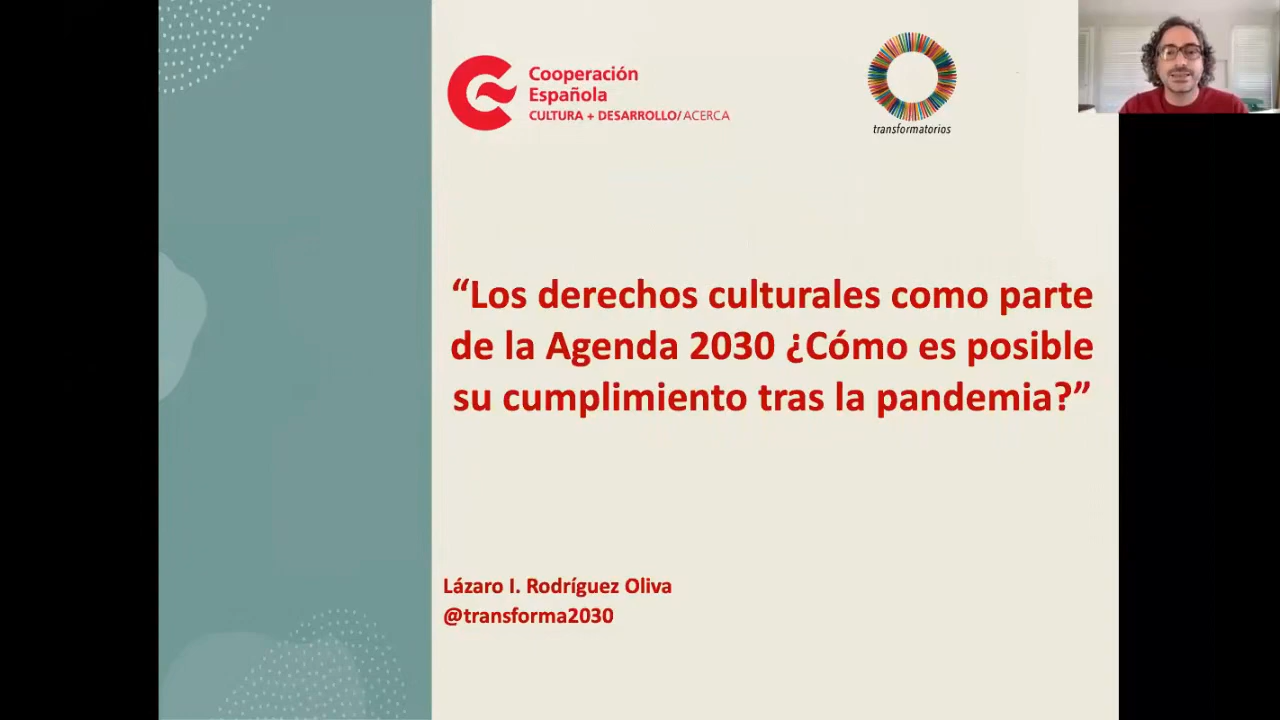 Cooperación
Española
CULTURA + DESARROLLO/ACERCA
transformatorios
“Los derechos culturales como parte
de la Agenda 2030 ¿Cómo es posible
su cumplimiento tras la pandemia?”
Lázaro I. Rodríguez Oliva
@transforma2030